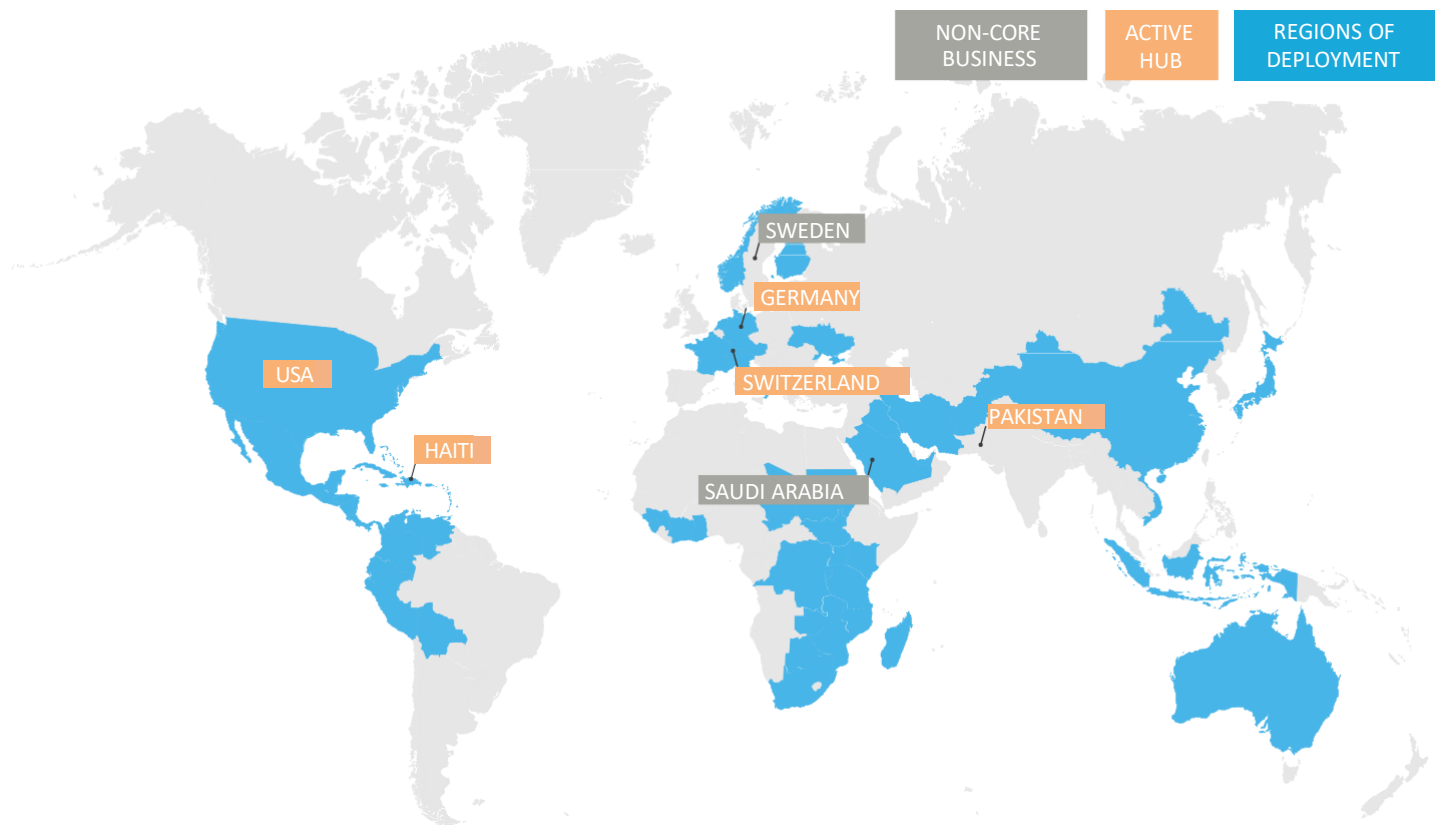 NON-CORE
BUSINESS
ACTIVE
HUB
REGIONS OF
DEPLOYMENT
SWEDEN
GERMANY
USA
SWITZERLAND
PAKISTAN
HAITI
SAUDI ARABIA